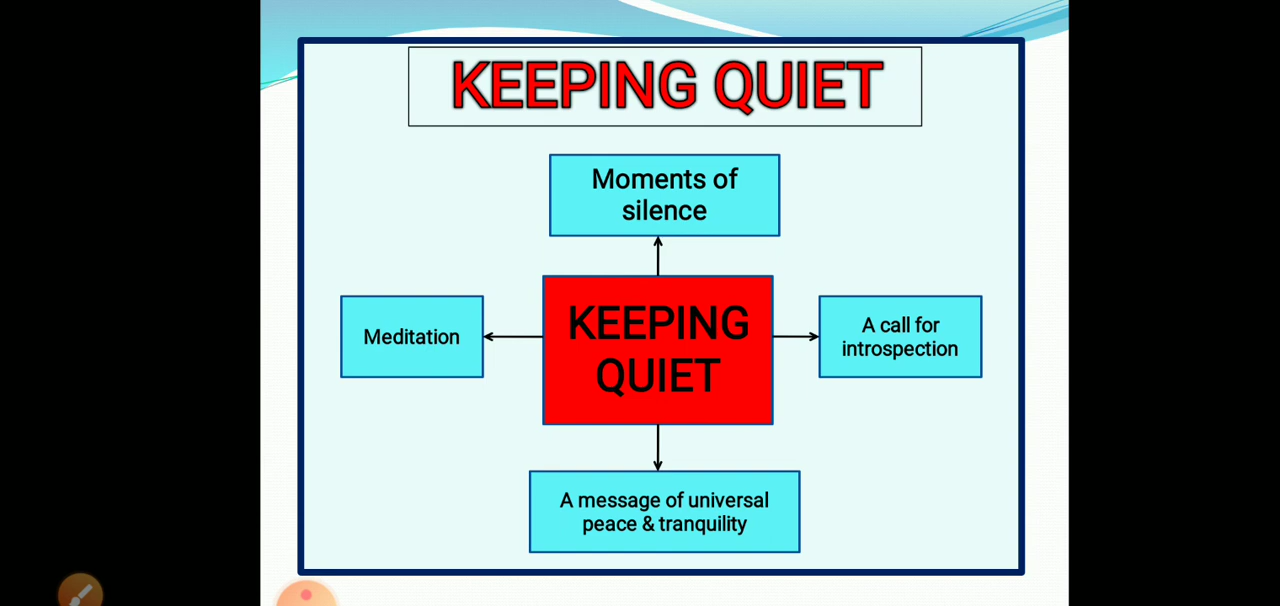 KEEPING QUIET
Moments of
silence
Meditation
KEEPING
QUIET
A call for
introspection
A message of universal
peace & tranquility